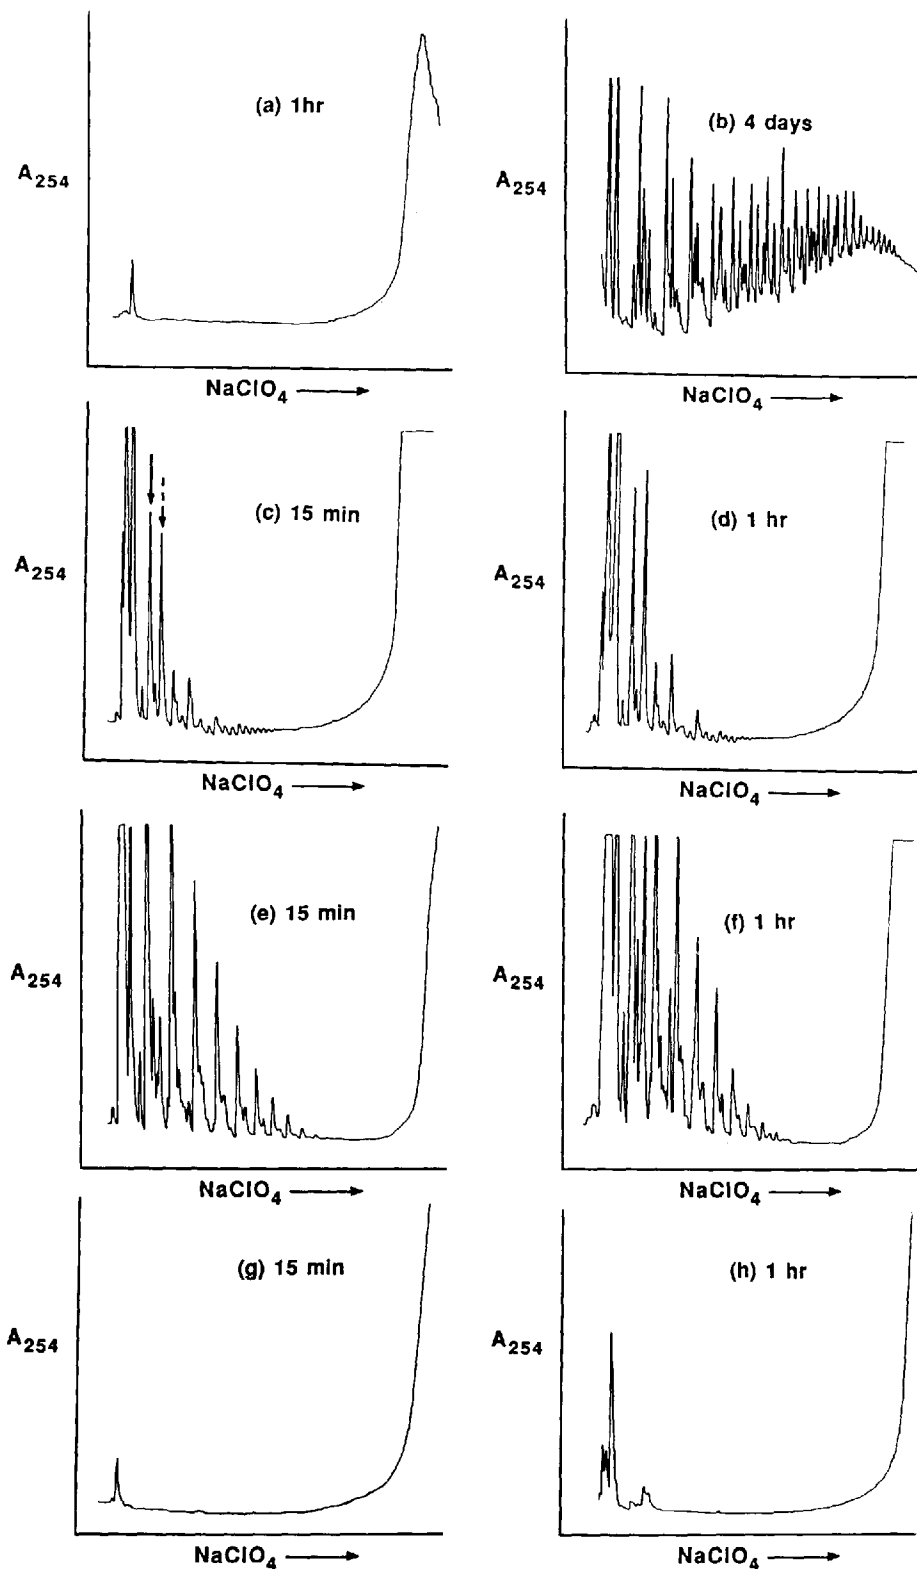 (a) 1hr
A254
NaClO4
(b) 4 days
A254
NaClO4
(c) 15 min
A254
NaClO4
(d) 1 hr
A254
NaClO4
(e) 15 min
A254
NaClO4
(f) 1 hr
A254
NaClO4
(g) 15 min
A254
NaClO4
(h) 1 hr
A254
NaClO4